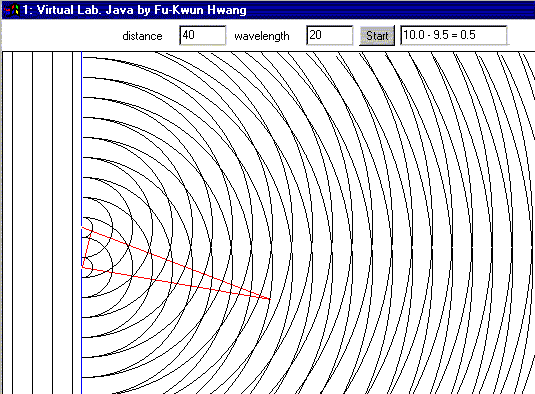 1: Virtual Lab. Java by Fu-Kwun Hwang
distance 40 wavelength 20 Start 10.0 - 9.5 = 0.5